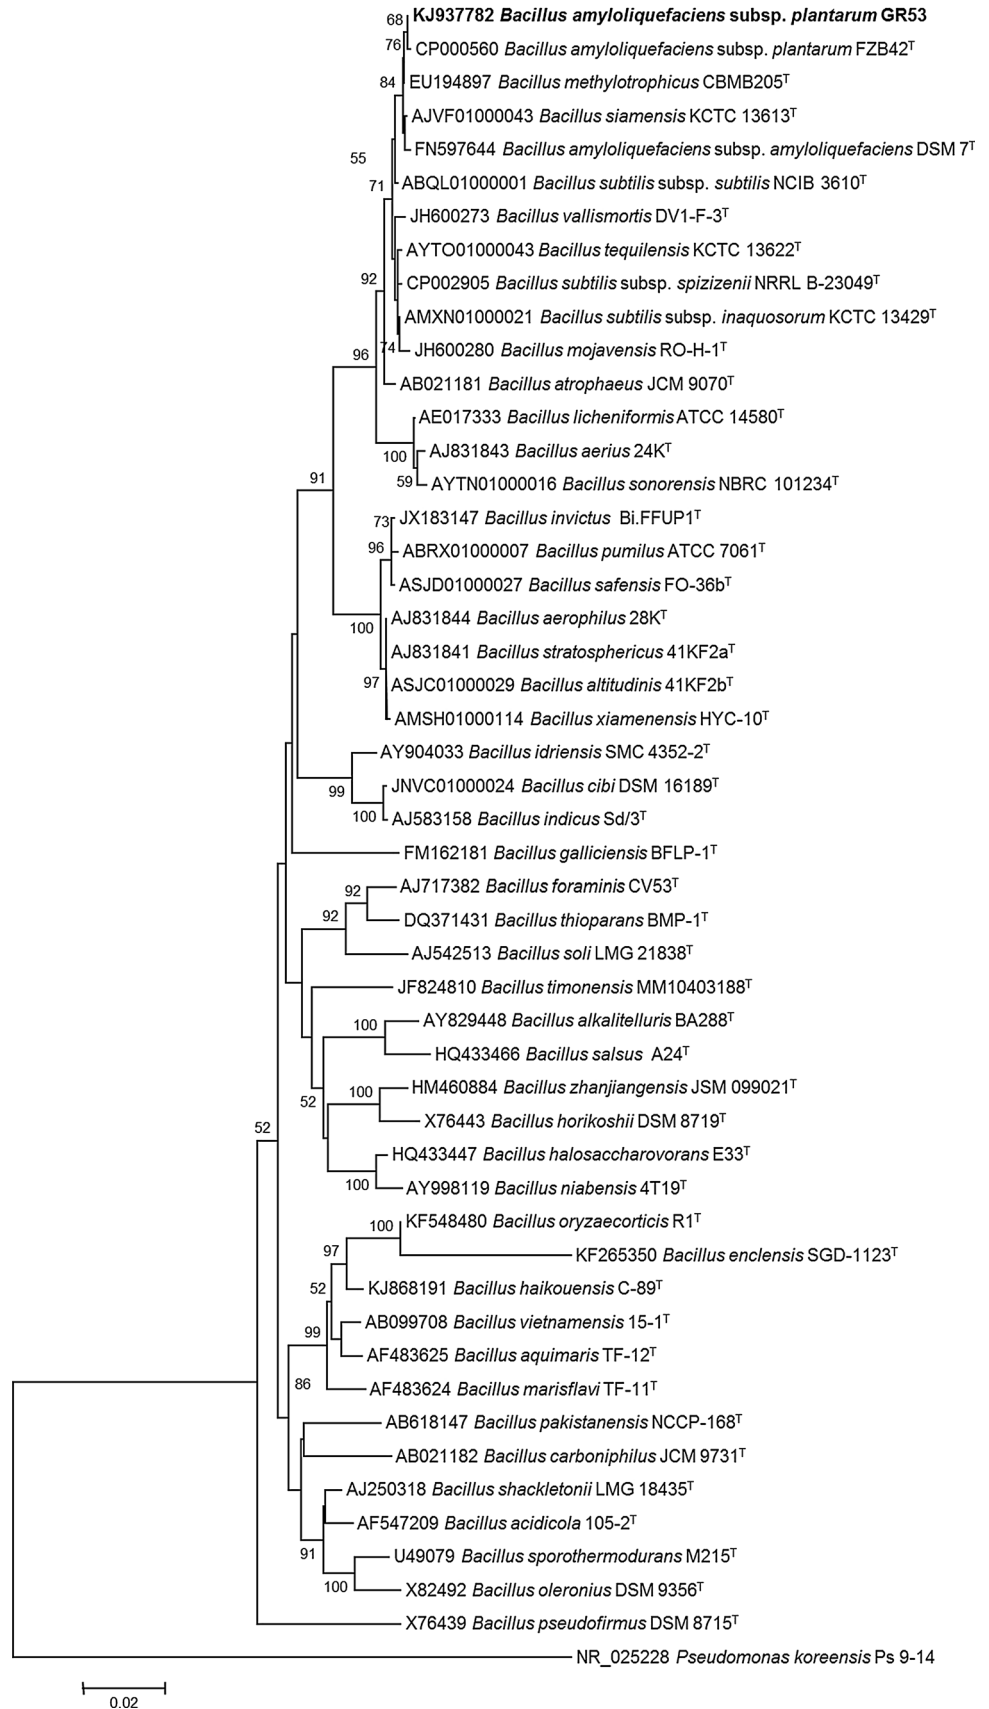 68
KJ937782 Bacillus amyloliquefaciens subsp. plantarum GR53
76
CP000560 Bacillus amyloliquefaciens subsp. plantarum FZB42T
84
EU194897 Bacillus methylotrophicus CBMB205T
AJVF01000043 Bacillus siamensis KCTC 13613T
FN597644 Bacillus amyloliquefaciens subsp. amyloliquefaciens DSM 7T
55
71
ABQL01000001 Bacillus subtilis subsp. subtilis NCIB 3610T
JH600273 Bacillus vallismortis DV1-F-3T
AYTO01000043 Bacillus tequilensis KCTC 13622T
92
CP002905 Bacillus subtilis subsp. spizizenii NRRL B-23049T
AMXN01000021 Bacillus subtilis subsp. inaquosorum KCTC 13429T
74
JH600280 Bacillus mojavensis RO-H-1T
96
AB021181 Bacillus atrophaeus JCM 9070T
AE017333 Bacillus licheniformis ATCC 14580T
100
AJ831843 Bacillus aerius 24KT
59
AYTN01000016 Bacillus sonorensis NBRC 101234T
91
73
JX183147 Bacillus invictus Bi.FFUP1T
96
ABRX01000007 Bacillus pumilus ATCC 7061T
ASJD01000027 Bacillus safensis FO-36bT
100
AJ831844 Bacillus aerophilus 28KT
AJ831841 Bacillus stratosphericus 41KF2aT
97
ASJC01000029 Bacillus altitudinis 41KF2bT
AMSH01000114 Bacillus xiamenensis HYC-10T
AY904033 Bacillus idriensis SMC 4352-2T
99
JNVC01000024 Bacillus cibi DSM 16189T
100
AJ583158 Bacillus indicus Sd/3T
FM162181 Bacillus galliciensis BFLP-1T
92
AJ717382 Bacillus foraminis CV53T
92
DQ371431 Bacillus thioparans BMP-1T
AJ542513 Bacillus soli LMG 21838T
JF824810 Bacillus timonensis MM10403188T
100
AY829448 Bacillus alkalitelluris BA288T
HQ433466 Bacillus salsus A24T
52
100
HM460884 Bacillus zhanjiangensis JSM 099021T
X76443 Bacillus horikoshii DSM 8719T
52
HQ433447 Bacillus halosaccharovorans E33T
100
AY998119 Bacillus niabensis 4T19T
100
KF548480 Bacillus oryzaecorticis R1T
97
KF265350 Bacillus enclensis SGD-1123T
52
KJ868191 Bacillus haikouensis C-89T
99
AB099708 Bacillus vietnamensis 15-1T
AF483625 Bacillus aquimaris TF-12T
86
AF483624 Bacillus marisflavi TF-11T
AB618147 Bacillus pakistanensis NCCP-168T
AB021182 Bacillus carboniphilus JCM 9731T
AJ250318 Bacillus shackletonii LMG 18435T
AF547209 Bacillus acidicola 105-2T
91
U49079 Bacillus sporothermodurans M215T
100
X82492 Bacillus oleronius DSM 9356T
X76439 Bacillus pseudofirmus DSM 8715T
NR_025228 Pseudomonas koreensis Ps 9-14
0.02